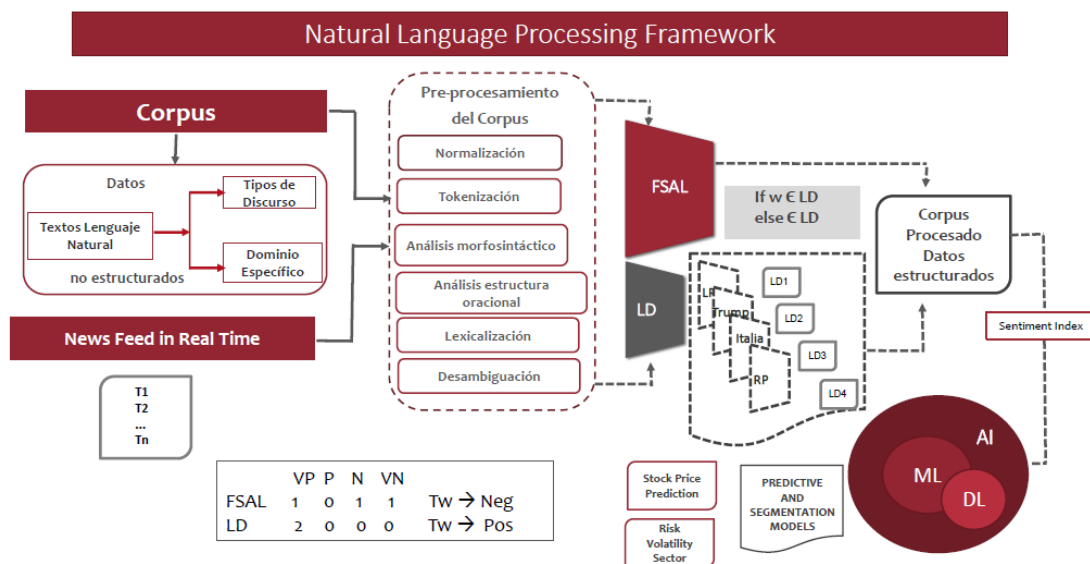 Natural Language Processing Framework
Corpus
Datos
Textos Lenguaje
Natural
Tipos de
Discurso
Dominio
Específico
no estructurados
News Feed in Real Time
T1
T2
...
Tn
Pre-procesamiento
del Corpus
Normalización
Tokenización
Análisis morfosintáctico
Análisis estructura
oracional
Lexicalización
Desambiguación
FSAL
LD
If w ∈ LD
else ∈ LD
Trump
Italia
RP
LD1
LD2
LD3
LD4
Corpus
Procesado
Datos
estructurados
Sentiment Index
VP P N VN
FSAL 1 0 1 1 Tw → Neg
LD 2 0 0 0 Tw → Pos
Stock Price
Prediction
Risk
Volatility
Sector
PREDICTIVE
AND
SEGMENTATION
MODELS
AI
ML
DL